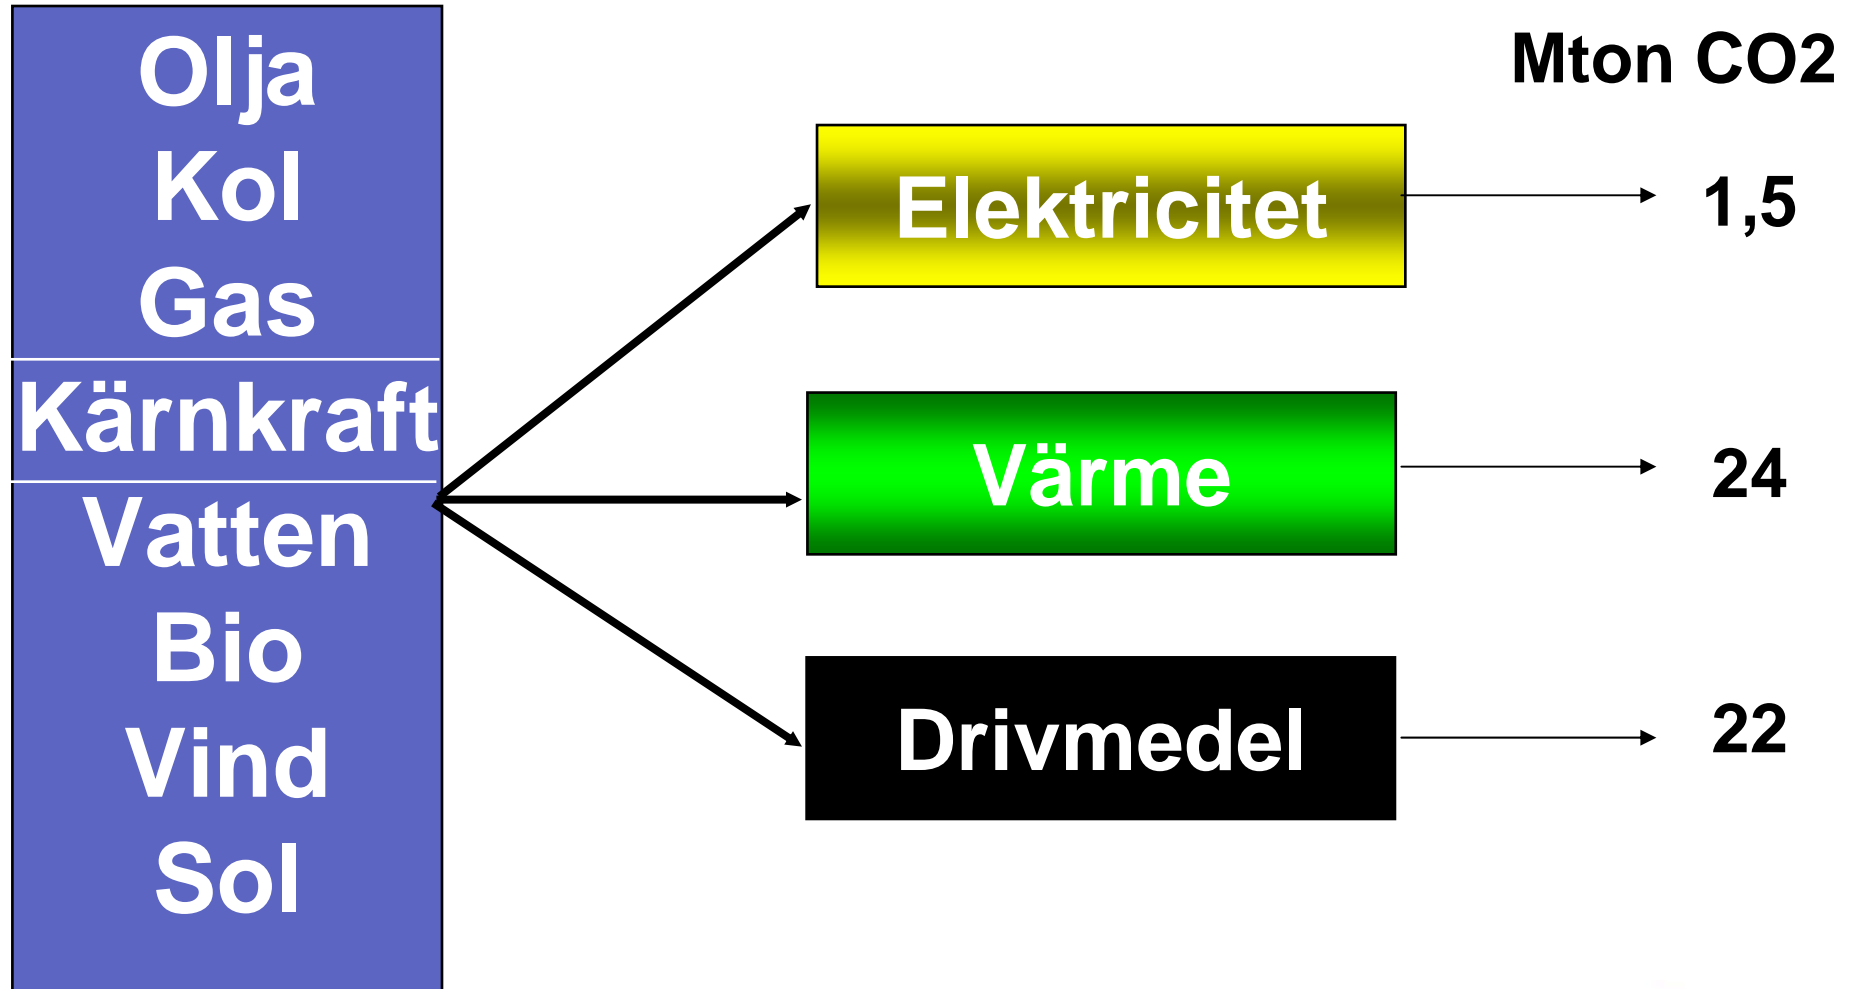 Olja
Kol
Gas
Kärnkraft
Vatten
Bio
Vind
Sol
Mton CO2
Elektricitet
1,5
Värme
24
Drivmedel
22